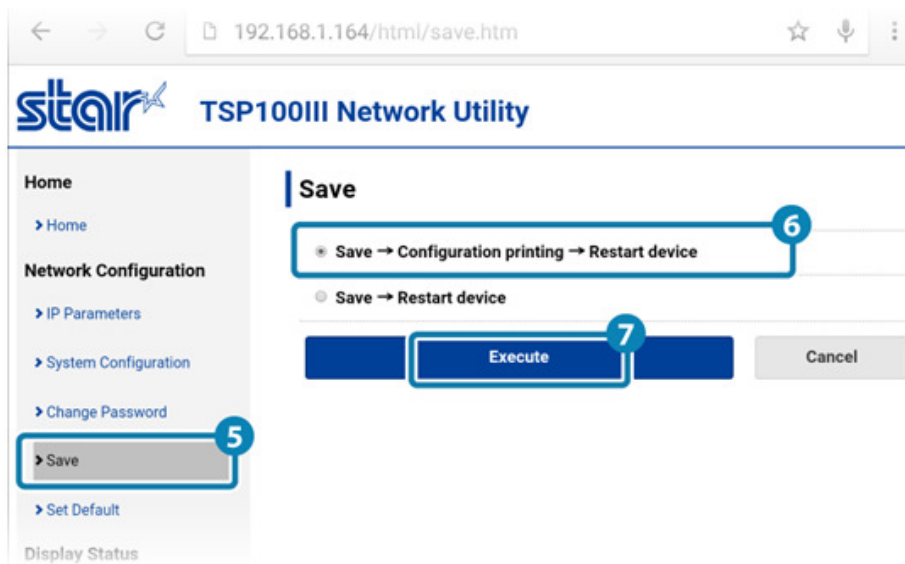 192.168.1.164/html/save.htm
star TSP100III Network Utility
Home
> Home
Network Configuration
> IP Parameters
> System Configuration
> Change Password
5
> Save
> Set Default
Display Status
Save
6
Save → Configuration printing → Restart device
Save → Restart device
7
Execute
Cancel